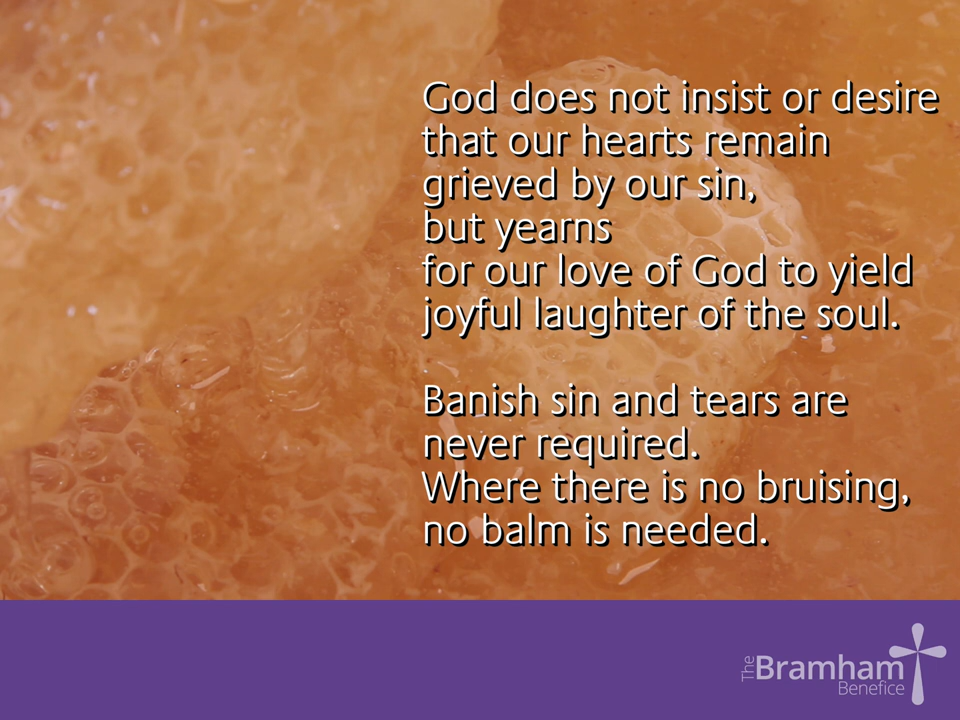 God does not insist or desire
that our hearts remain
grieved by our sin,
but yearns
for our love of God to yield
joyful laughter of the soul.
Banish sin and tears are
never required.
Where there is no bruising,
no balm is needed.
The
Bramham
Benefice